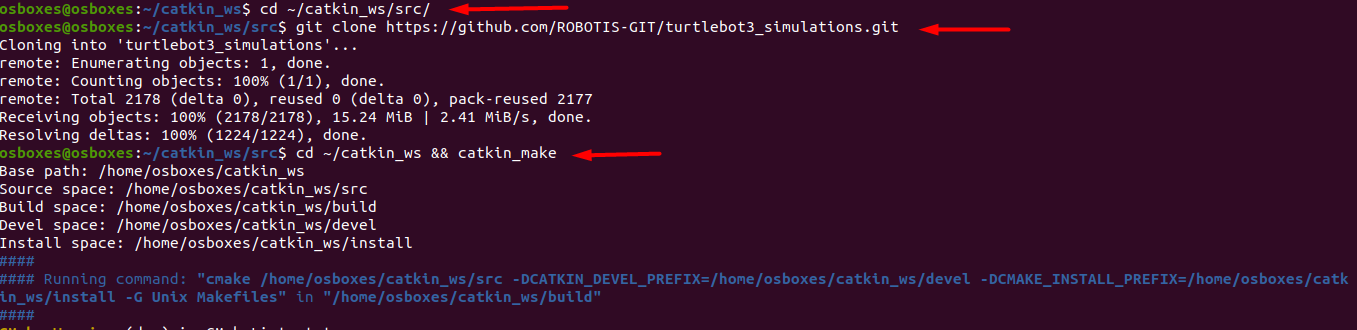 osboxes@osboxes:~/catkin_ws$ cd ~/catkin_ws/src/
osboxes@osboxes:~/catkin_ws/src$ git clone https://github.com/ROBOTIS-GIT/turtlebot3_simulations.git
Cloning into 'turtlebot3_simulations'...
remote: Enumerating objects: 1, done.
remote: Counting objects: 100% (1/1), done.
remote: Total 2178 (delta 0), reused 0 (delta 0), pack-reused 2177
Receiving objects: 100% (2178/2178), 15.24 MiB | 2.41 MiB/s, done.
Resolving deltas: 100% (1224/1224), done.
osboxes@osboxes:~/catkin_ws/src$ cd ~/catkin_ws && catkin_make
Base path: /home/osboxes/catkin_ws
Source space: /home/osboxes/catkin_ws/src
Build space: /home/osboxes/catkin_ws/build
Devel space: /home/osboxes/catkin_ws/devel
Install space: /home/osboxes/catkin_ws/install
####
#### Running command: "cmake /home/osboxes/catkin_ws/src -DCATKIN_DEVEL_PREFIX=/home/osboxes/catkin_ws/devel -DCMAKE_INSTALL_PREFIX=/home/osboxes/catk
in_ws/install -G Unix Makefiles" in "/home/osboxes/catkin_ws/build"
####